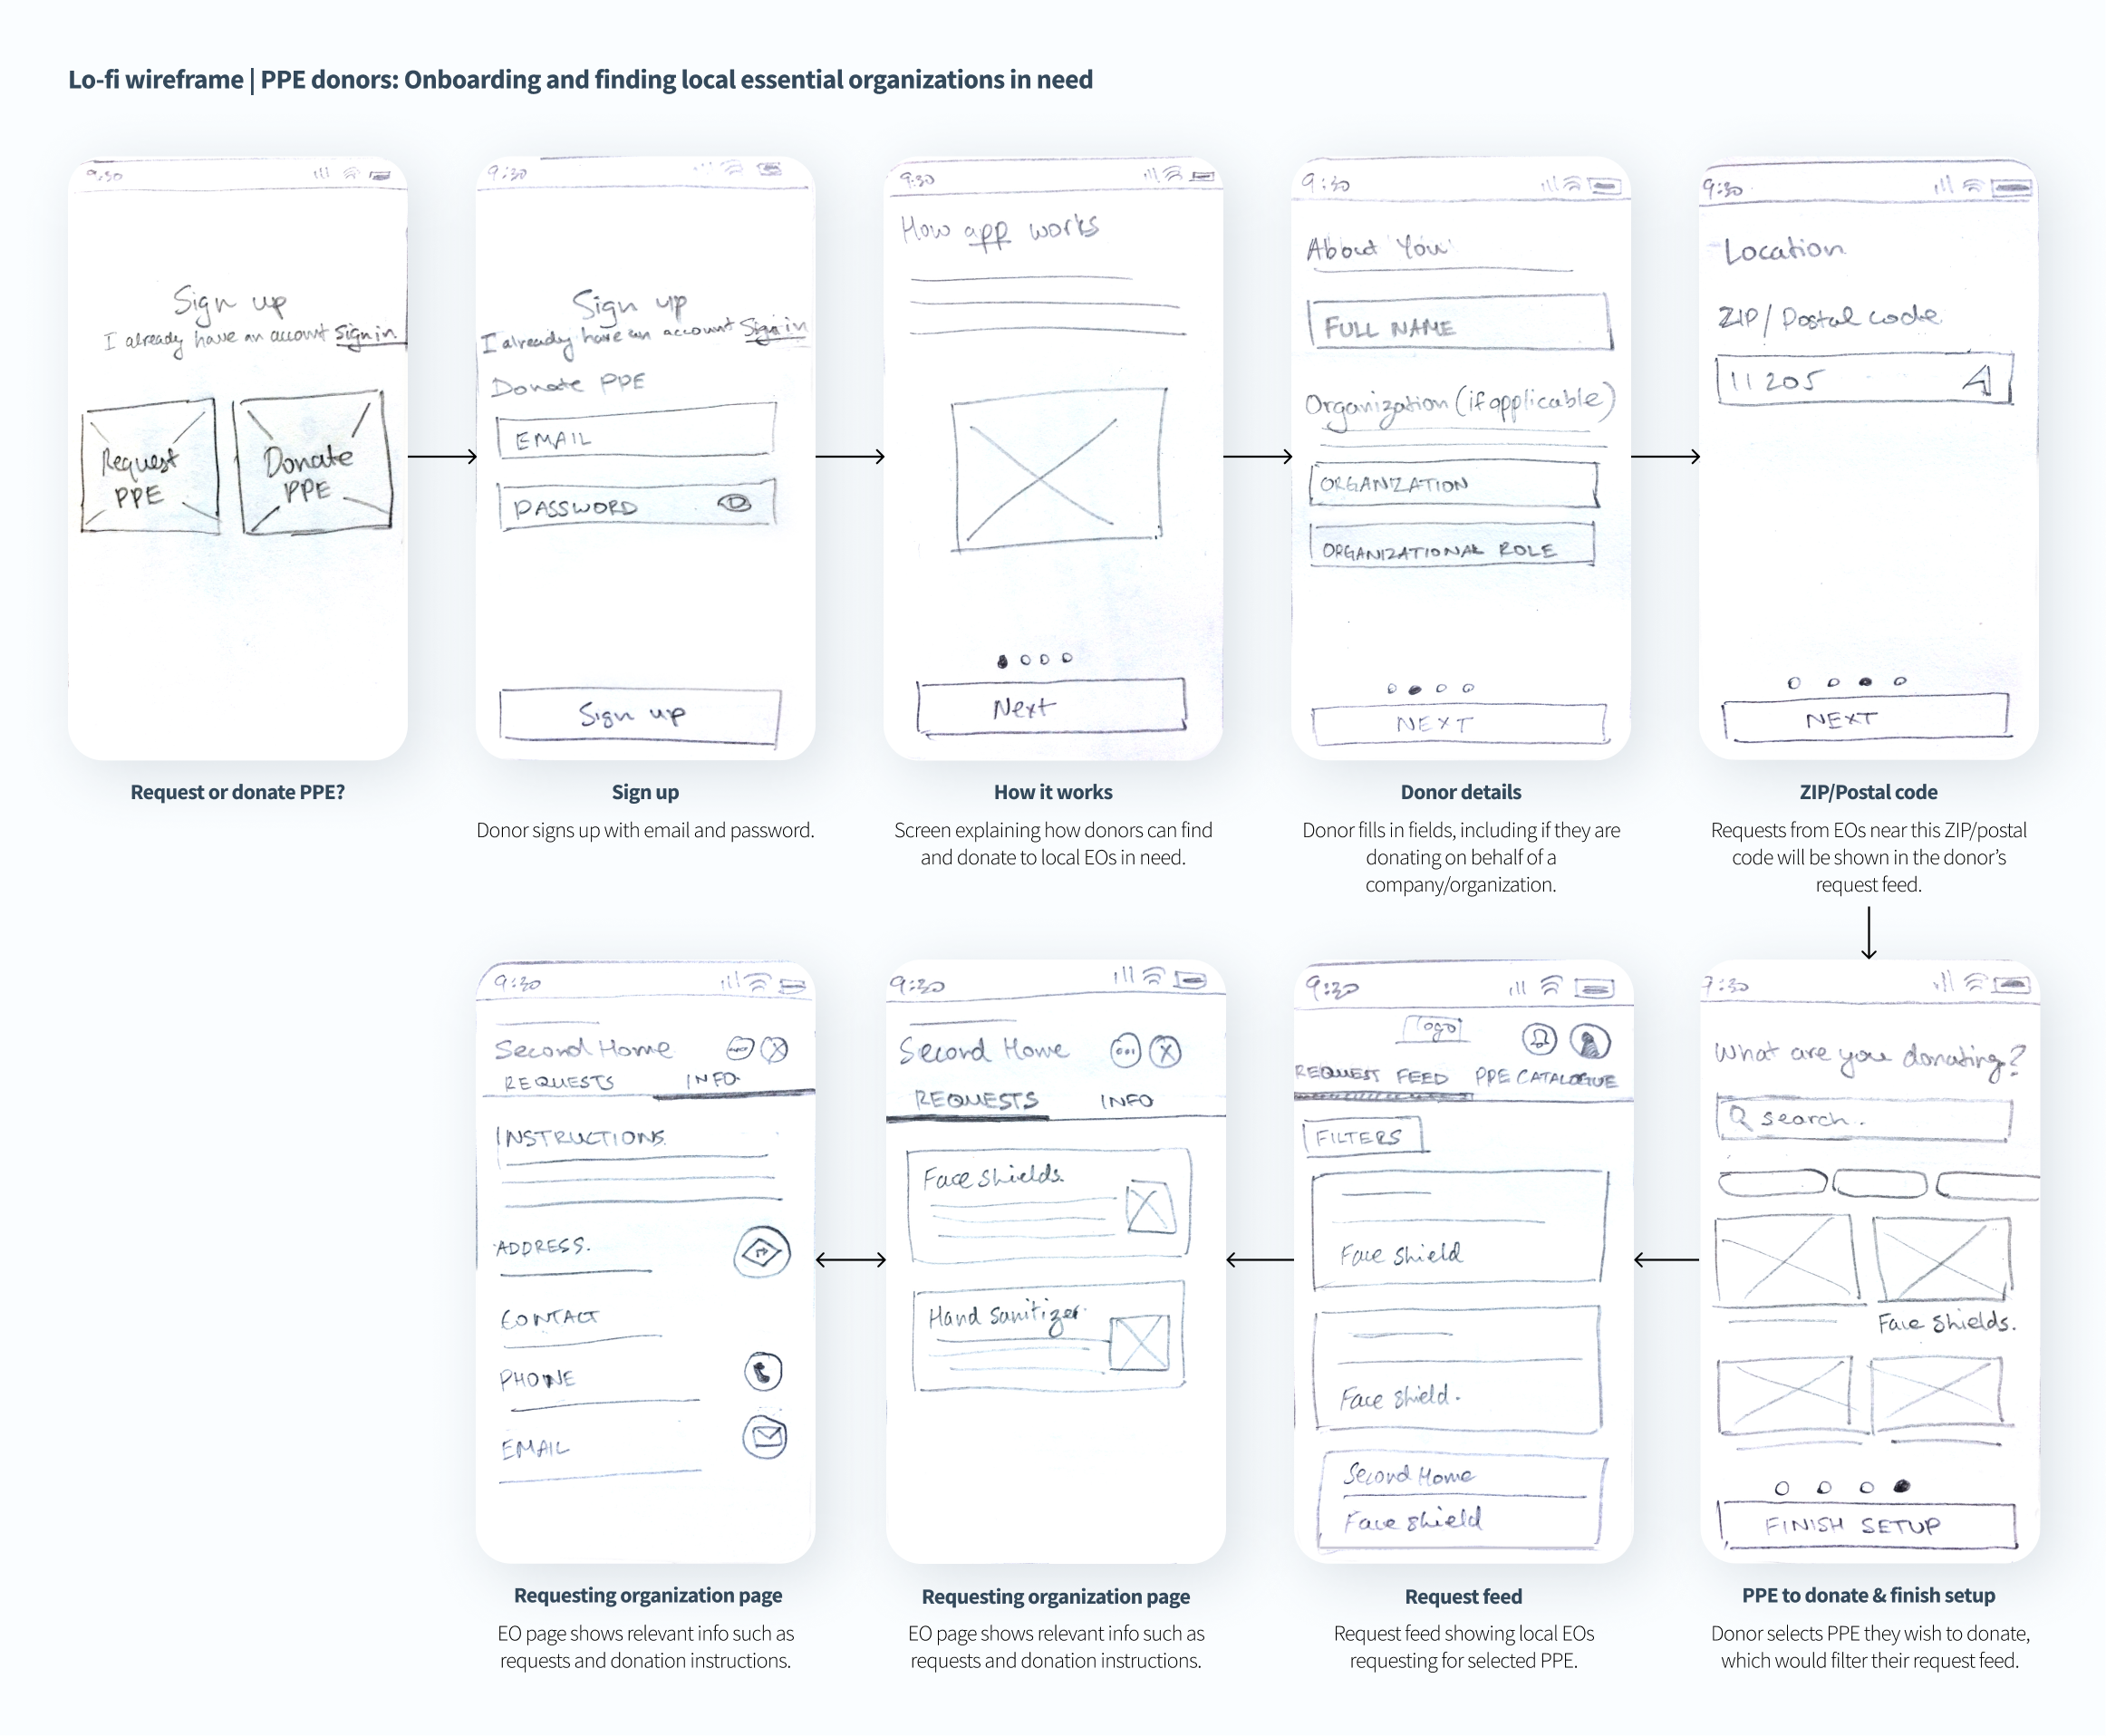 Lo-fi wireframe | PPE donors: Onboarding and finding local essential organizations in need
9:30
Sign up
I already have an account Sign in
Request
PPE
Donate
PPE
Request or donate PPE?
9:30
Sign up
I already have an account Sign in
Donate PPE
EMAIL
PASSWORD
Sign up
Sign up
Donor signs up with email and password.
9:30
How app works
Next
How it works
Screen explaining how donors can find
and donate to local EOs in need.
9:30
About You
FULL NAME
Organization (if applicable)
ORGANIZATION
ORGANIZATIONAL ROLE
NEXT
Donor details
Donor fills in fields, including if they are
donating on behalf of a
company/organization.
9:30
Location
ZIP/Postal code
11205
NEXT
ZIP/Postal code
Requests from EOs near this ZIP/postal
code will be shown in the donor's
request feed.
9:30
Second Home
REQUESTS INFO
INSTRUCTIONS
ADDRESS.
CONTACT
PHONE
EMAIL
Requesting organization page
EO page shows relevant info such as
requests and donation instructions.
9:30
Second Home
REQUESTS INFO
Face shields.
Hand sanitizer.
Requesting organization page
EO page shows relevant info such as
requests and donation instructions.
9:30
logo
REQUEST FEED PPE CATALOGUE
FILTERS
Face shield
Face shield.
Second Home
Face shield
Request feed
Request feed showing local EOs
requesting for selected PPE.
9:30
What are you donating?
search.
Face shields.
FINISH SETUP
PPE to donate & finish setup
Donor selects PPE they wish to donate,
which would filter their request feed.